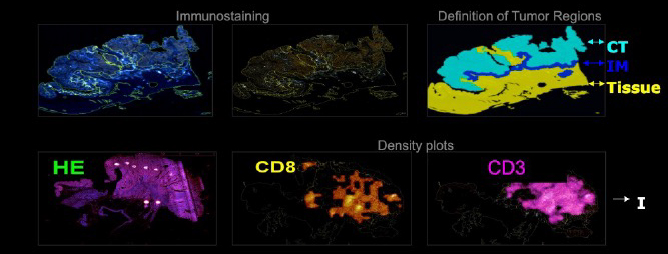 Immunostaining
Definition of Tumor Regions
CT
IM
Tissue
Density plots
HE
CD8
CD3
I